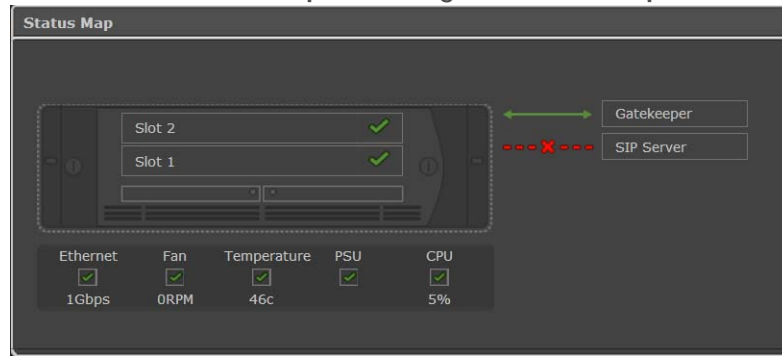 Status Map
Slot 2
Slot 1
Gatekeeper
SIP Server
Ethernet Fan Temperature PSU CPU
1Gbps 0RPM 46c 5%